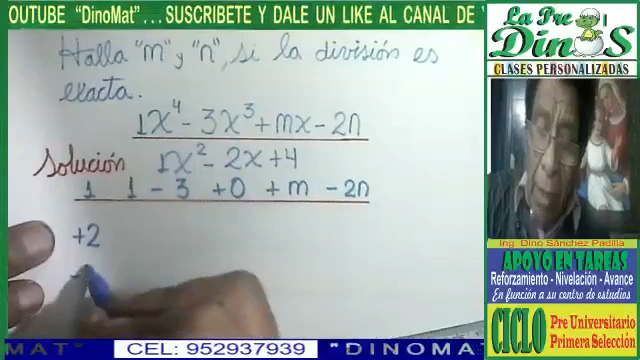 OUTUBE "DinoMat"...SUSCRIBETE Y DALE UN LIKE AL CANAL DE
La Pre
DinoS
CLASES PERSONALIZADAS
Halla "m" y "n", si la división es
exacta.
1x⁴ - 3x³ + mx - 2n
Solución 1x² - 2x + 4
1 1 - 3 + 0 + m - 2n
+2
Ing. Dino Sánchez Padilla
APOYO EN TAREAS
Reforzamiento - Nivelación - Avance
En función a su centro de estudios
CICLO Pre Universitario
Primera Selección
MAT" CEL: 952937939 "DINOMAT